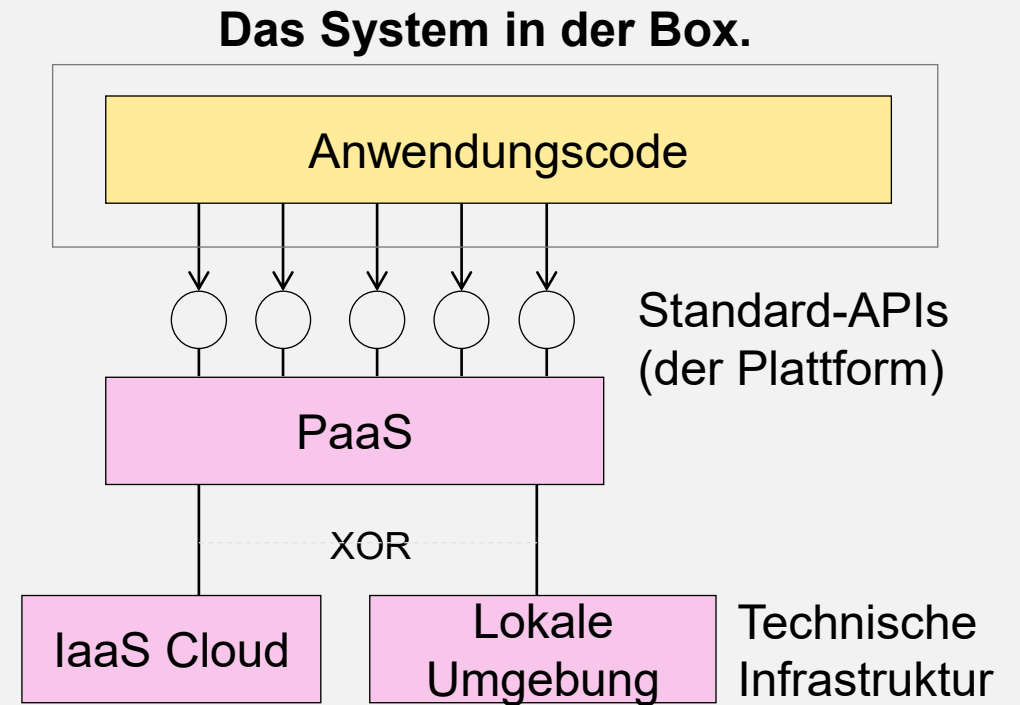 Das System in der Box.
Anwendungscode
Standard-APIs
(der Plattform)
PaaS
XOR
IaaS Cloud
Lokale
Umgebung
Technische
Infrastruktur